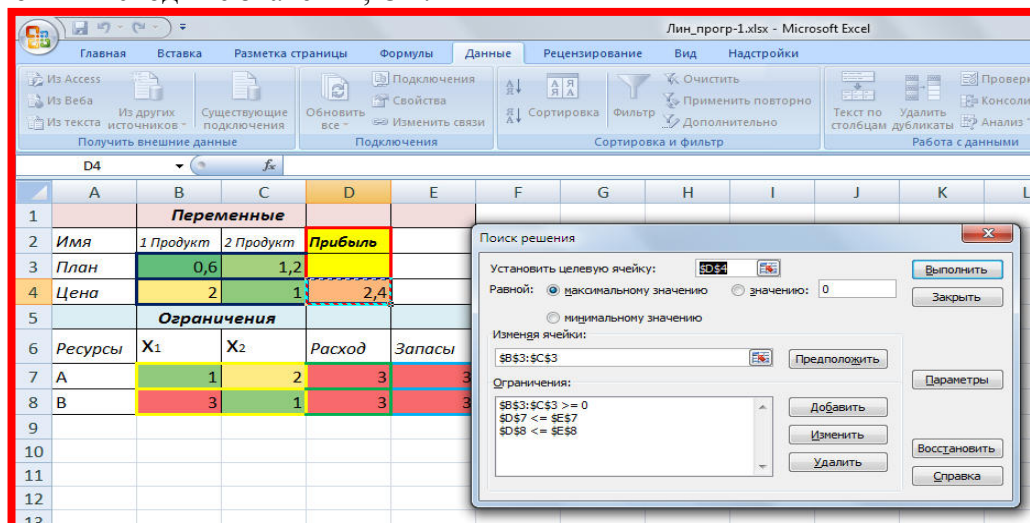 Лин_прогр-1.xlsx - Microsoft Excel
Главная Вставка Разметка страницы Формулы Данные Рецензирование Вид Надстройки
Из Access
Из Веба
Из текста
Из других источников
Существующие подключения
Получить внешние данные
Обновить все
Подключения
Свойства
Изменить связи
Подключения
Сортировка
Фильтр
Очистить
Применить повторно
Дополнительно
Сортировка и фильтр
Текст по столбцам
Удалить дубликаты
Консоли
Анализ "
Работа с данными
D4 fx
A B C D E F G H I J K L
1 Переменные
2 Имя 1 Продукт 2 Продукт Прибыль
3 План 0,6 1,2
4 Цена 2 1 2,4
5 Ограничения
6 Ресурсы X1 X2 Расход Запасы
7 A 1 2 3 3
8 B 3 1 3 3
9
10
11
12
Поиск решения
Установить целевую ячейку: $D$4
Равной: максимальному значению значению: 0
минимальному значению
Изменяя ячейки:
$B$3:$C$3
Предположить
Ограничения:
$B$3:$C$3 >= 0
$D$7 <= $E$7
$D$8 <= $E$8
Добавить
Изменить
Удалить
Выполнить
Закрыть
Параметры
Восстановить
Справка